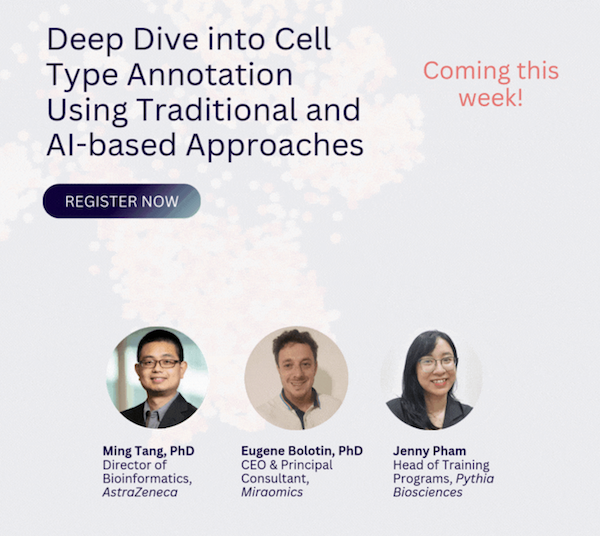 Deep Dive into Cell
Type Annotation
Using Traditional and
AI-based Approaches
Coming this
week!
REGISTER NOW
Ming Tang, PhD
Director of
Bioinformatics,
AstraZeneca
Eugene Bolotin, PhD
CEO & Principal
Consultant,
Miraomics
Jenny Pham
Head of Training
Programs, Pythia
Biosciences